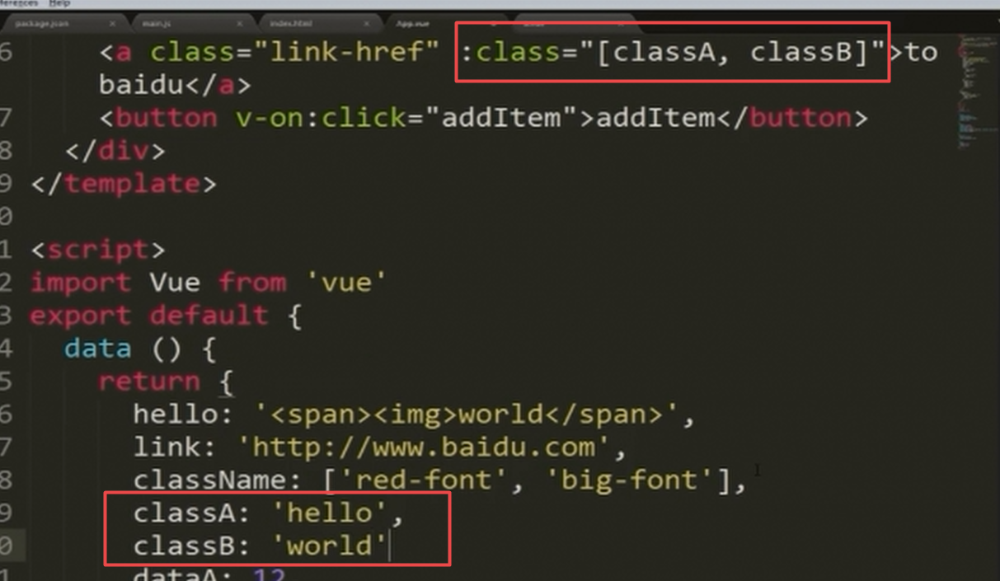 Help
package.json × main.js × index.html × App.vue ×
6 <a class="link-href" :class="[classA, classB]">to
baidu</a>
7 <button v-on:click="addItem">addItem</button>
8 </div>
9 </template>
0
1 <script>
2 import Vue from 'vue'
3 export default {
4 data () {
5 return {
6 hello: '<span><img>world</span>',
7 link: 'http://www.baidu.com',
8 className: ['red-font', 'big-font'],
9 classA: 'hello',
0 classB: 'world'
1 dataA: 12